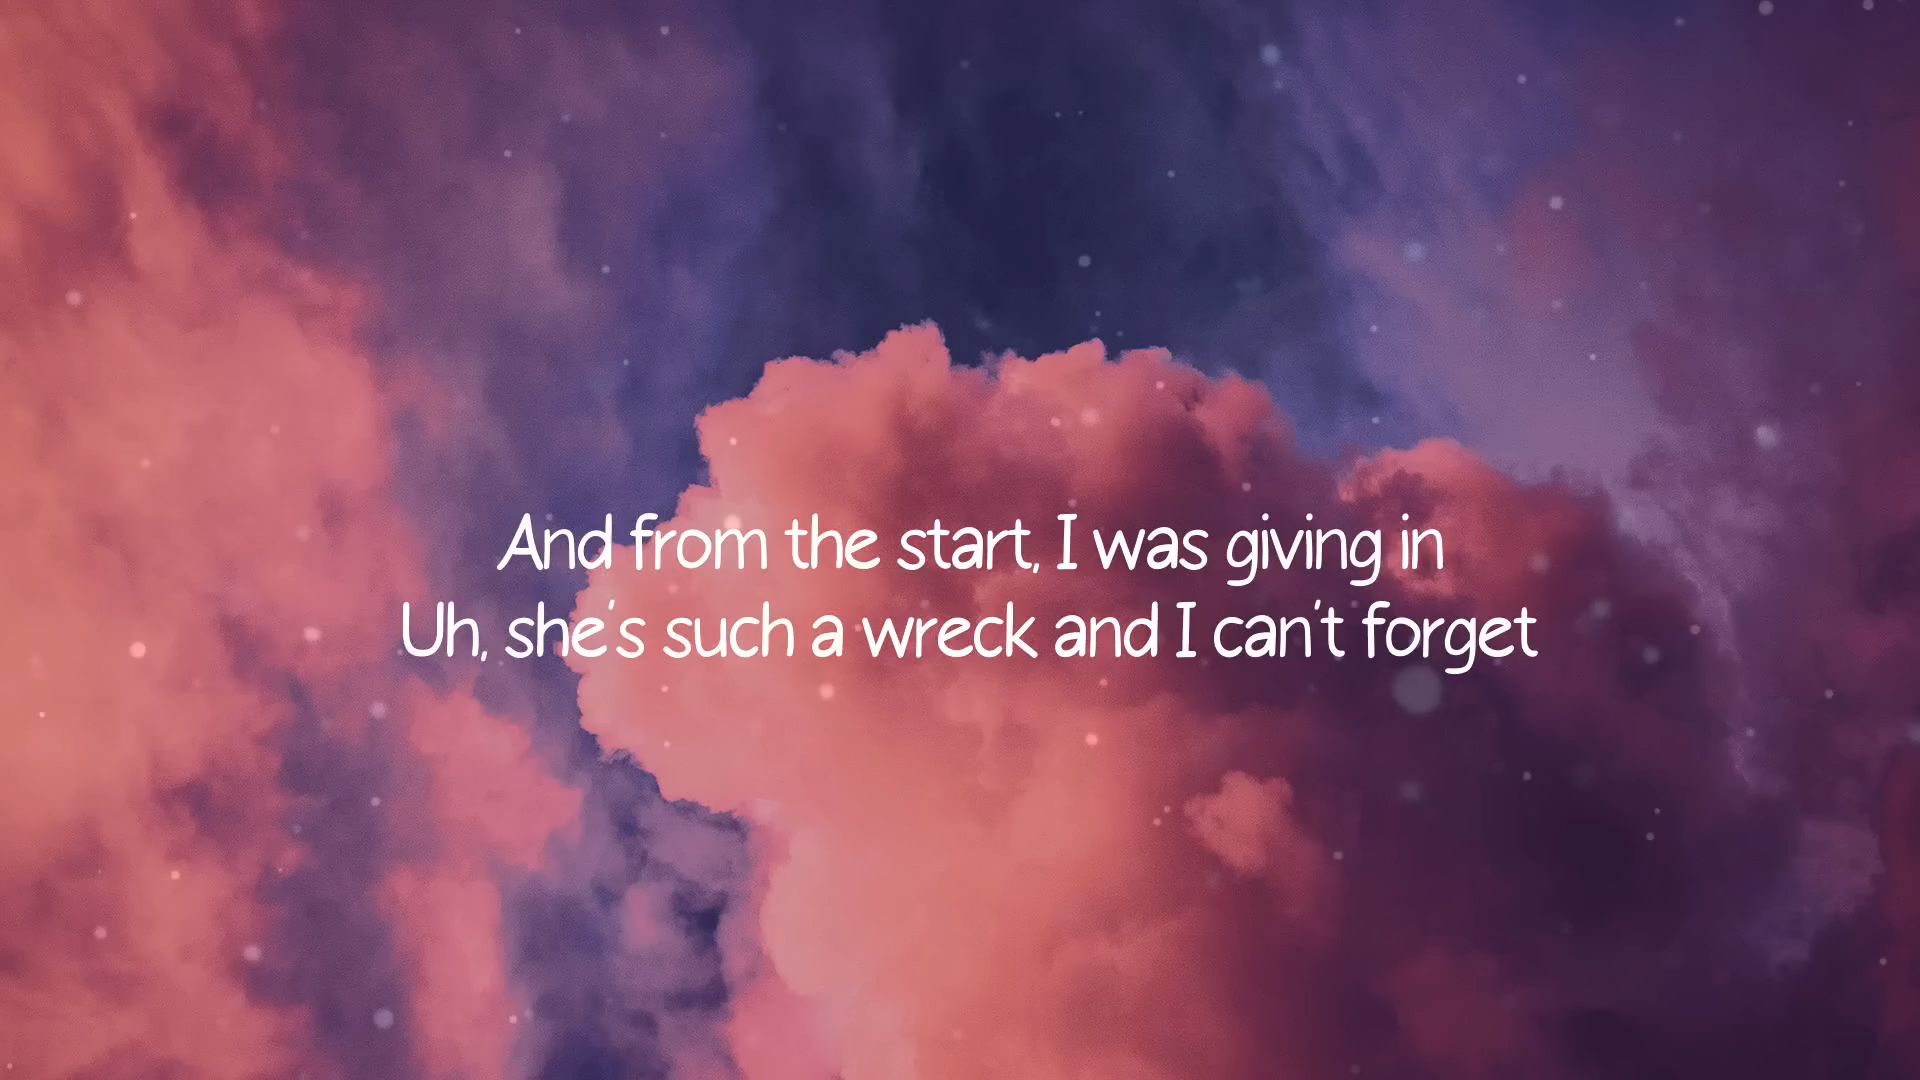 And from the start, I was giving in
Uh, she's such a wreck and I can't forget